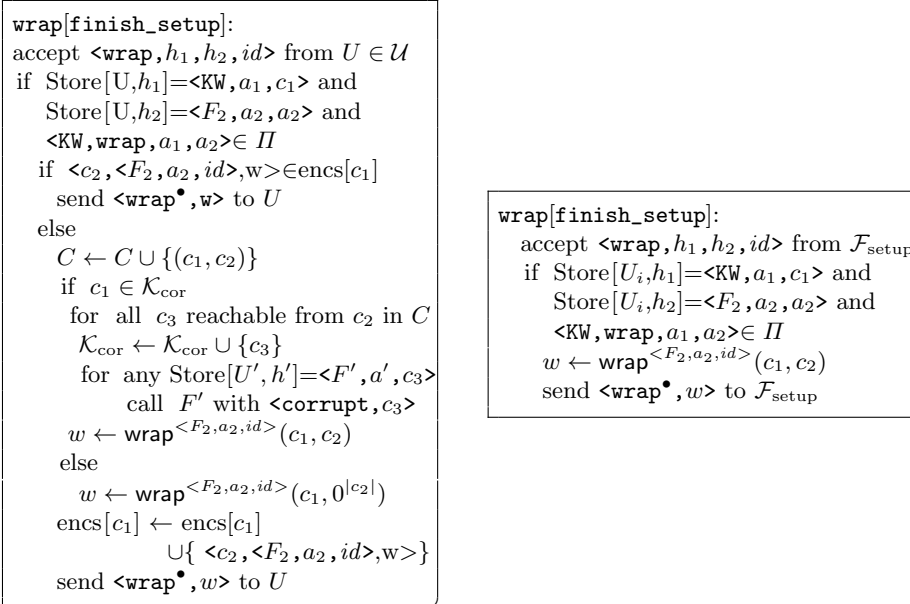 wrap[finish_setup]:
accept <wrap,h₁,h₂,id> from U ∈ 𝒰
if Store[U,h₁]=<KW,a₁,c₁> and
Store[U,h₂]=<F₂,a₂,a₂> and
<KW,wrap,a₁,a₂>∈ Π
if <c₂,<F₂,a₂,id>,w>∈encs[c₁]
send <wrap•,w> to U
else
C ← C ∪ {(c₁,c₂)}
if c₁ ∈ 𝒦cor
for all c₃ reachable from c₂ in C
𝒦cor ← 𝒦cor ∪ {c₃}
for any Store[U′,h′]=<F′,a′,c₃>
call F′ with <corrupt,c₃>
w ← wrap^<F₂,a₂,id>(c₁,c₂)
else
w ← wrap^<F₂,a₂,id>(c₁,0^|c₂|)
encs[c₁] ← encs[c₁]
∪{ <c₂,<F₂,a₂,id>,w>}
send <wrap•,w> to U
wrap[finish_setup]:
accept <wrap,h₁,h₂,id> from ℱsetup
if Store[Uᵢ,h₁]=<KW,a₁,c₁> and
Store[Uᵢ,h₂]=<F₂,a₂,a₂> and
<KW,wrap,a₁,a₂>∈ Π
w ← wrap^<F₂,a₂,id>(c₁,c₂)
send <wrap•,w> to ℱsetup